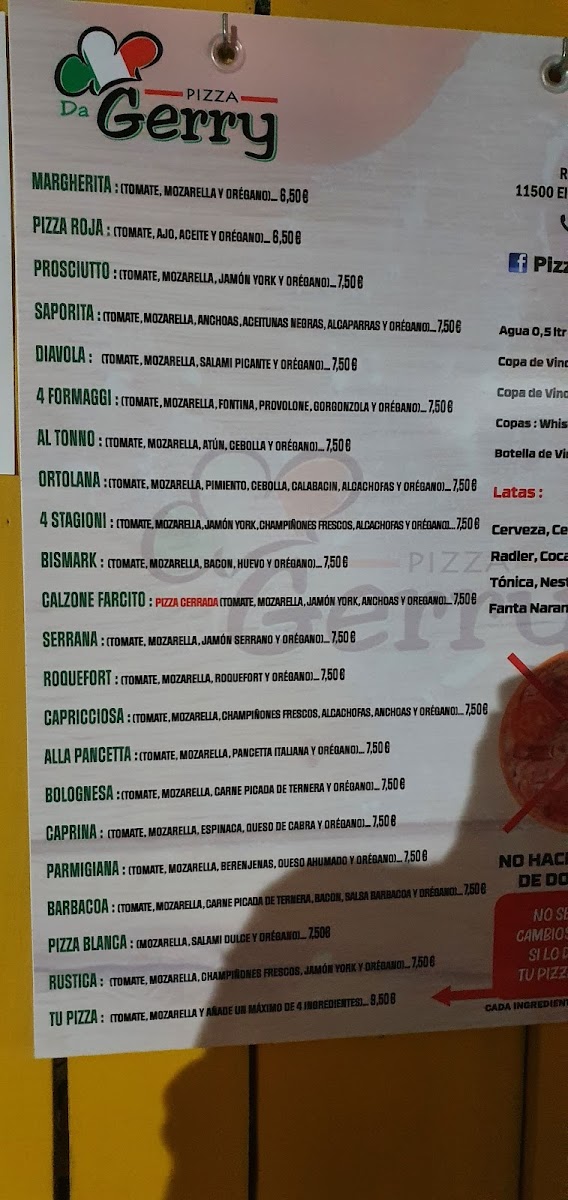 PIZZA
Da Gerry
MARGHERITA : (TOMATE, MOZARELLA Y ORÉGANO)... 6,50€
PIZZA ROJA : (TOMATE, AJO, ACEITE Y ORÉGANO)... 6,50€
PROSCIUTTO : (TOMATE, MOZARELLA, JAMÓN YORK Y ORÉGANO)... 7,50€
SAPORITA : (TOMATE, MOZARELLA, ANCHOAS, ACEITUNAS NEGRAS, ALCAPARRAS Y ORÉGANO)... 7,50€
DIAVOLA : (TOMATE, MOZARELLA, SALAMI PICANTE Y ORÉGANO)... 7,50€
4 FORMAGGI : (TOMATE, MOZARELLA, FONTINA, PROVOLONE, GORGONZOLA Y ORÉGANO)... 7,50€
AL TONNO : (TOMATE, MOZARELLA, ATÚN, CEBOLLA Y ORÉGANO)... 7,50€
ORTOLANA : (TOMATE, MOZARELLA, PIMIENTO, CEBOLLA, CALABACIN, ALCACHOFAS Y ORÉGANO)... 7,50€
4 STAGIONI : (TOMATE, MOZARELLA, JAMÓN YORK, CHAMPIÑONES FRESCOS, ALCACHOFAS Y ORÉGANO)... 7,50€
BISMARK : (TOMATE, MOZARELLA, BACON, HUEVO Y ORÉGANO)... 7,50€
CALZONE FARCITO : PIZZA CERRADA (TOMATE, MOZARELLA, JAMÓN YORK, ANCHOAS Y OREGANO)... 7,50€
SERRANA : (TOMATE, MOZARELLA, JAMÓN SERRANO Y ORÉGANO)... 7,50€
ROQUEFORT : (TOMATE, MOZARELLA, ROQUEFORT Y ORÉGANO)... 7,50€
CAPRICCIOSA : (TOMATE, MOZARELLA, CHAMPIÑONES FRESCOS, ALCACHOFAS, ANCHOAS Y ORÉGANO)... 7,50€
ALLA PANCETTA : (TOMATE, MOZARELLA, PANCETTA ITALIANA Y ORÉGANO)... 7,50€
BOLOGNESA : (TOMATE, MOZARELLA, CARNE PICADA DE TERNERA Y ORÉGANO)... 7,50€
CAPRINA : (TOMATE, MOZARELLA, ESPINACA, QUESO DE CABRA Y ORÉGANO)... 7,50€
PARMIGIANA : (TOMATE, MOZARELLA, BERENJENAS, QUESO AHUMADO Y ORÉGANO)... 7,50€
BARBACOA : (TOMATE, MOZARELLA, CARNE PICADA DE TERNERA, BACON, SALSA BARBACOA Y ORÉGANO)... 7,50€
PIZZA BLANCA : (MOZARELLA, SALAMI DULCE Y ORÉGANO)... 7,50€
RUSTICA : (TOMATE, MOZARELLA, CHAMPIÑONES FRESCOS, JAMÓN YORK Y ORÉGANO)... 7,50€
TU PIZZA : (TOMATE, MOZARELLA Y AÑADE UN MÁXIMO DE 4 INGREDIENTES)... 9,50€
PIZZA
Gerry
R
11500 El
Pizz
Agua 0,5 ltr
Copa de Vino
Copa de Vino
Copas : Whis
Botella de Vi
Latas :
Cerveza, Ce
Radler, Coca
Tónica, Nest
Fanta Naran
NO HACE
DE DO
NO SE
CAMBIOS
SI LO D
TU PIZZ
CADA INGREDIENT